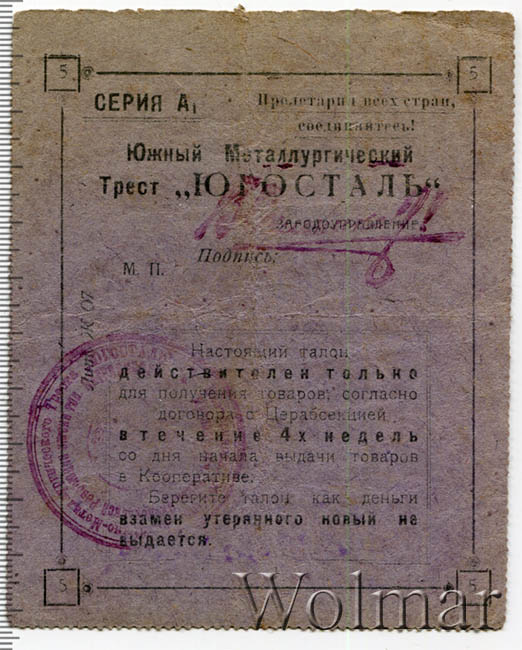 5 5
СЕРИЯ А₁
Пролетарии всех стран,
соединяйтесь!
Южный Металлургический
Трест „ЮГОСТАЛЬ“
ЗАВОДОУПРАВЛЕНИЕ
Подпись:
М. П.
Настоящий талон
действителен только
для получения товаров, согласно
договора с Церабсекцией
в течение 4х недель
со дня начала выдачи товаров
в Кооперативе.
Берегите талон как деньги
взамен утерянного новый не
выдается.
5 5
Wolmar